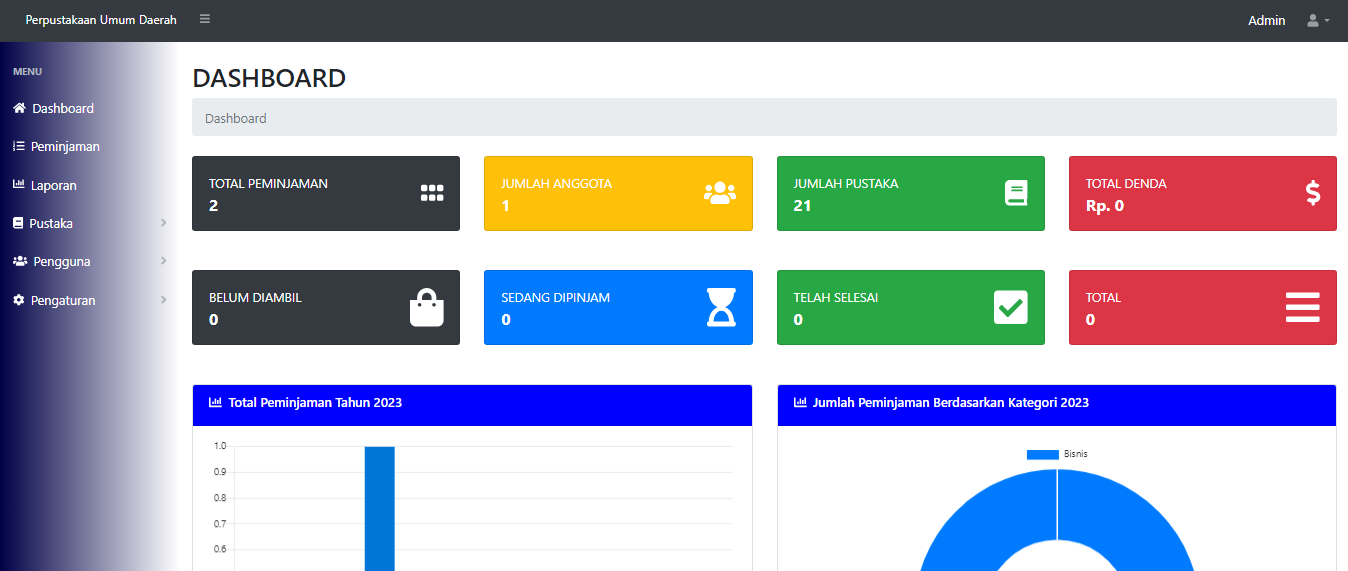 Perpustakaan Umum Daerah
Admin
MENU
Dashboard
Peminjaman
Laporan
Pustaka
Pengguna
Pengaturan
DASHBOARD
Dashboard
TOTAL PEMINJAMAN
2
JUMLAH ANGGOTA
1
JUMLAH PUSTAKA
21
TOTAL DENDA
Rp. 0
BELUM DIAMBIL
0
SEDANG DIPINJAM
0
TELAH SELESAI
0
TOTAL
0
Total Peminjaman Tahun 2023
1.0
0.9
0.8
0.7
0.6
Jumlah Peminjaman Berdasarkan Kategori 2023
Bisnis